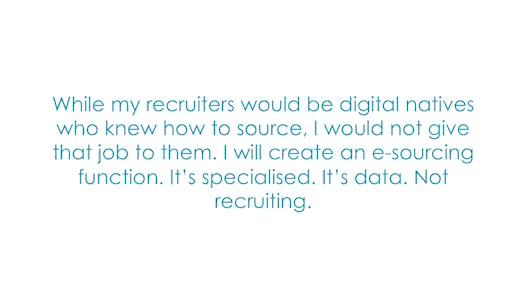 While my recruiters would be digital natives
who knew how to source, I would not give
that job to them. I will create an e-sourcing
function. It’s specialised. It’s data. Not
recruiting.